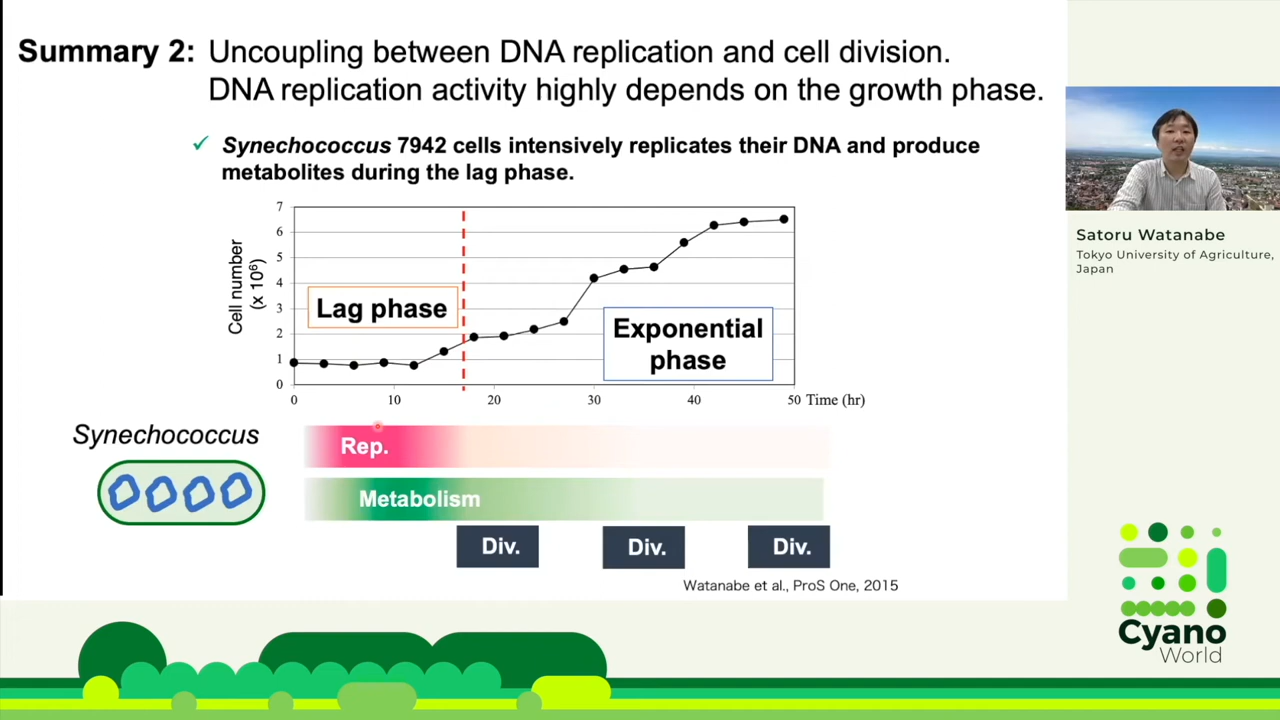 Summary 2: Uncoupling between DNA replication and cell division.
DNA replication activity highly depends on the growth phase.
✓ Synechococcus 7942 cells intensively replicates their DNA and produce
metabolites during the lag phase.
Cell number
(x 10⁶)
7
6
5
4
3
2
1
0
Lag phase
Exponential
phase
0 10 20 30 40 50 Time (hr)
Synechococcus
Rep.
Metabolism
Div. Div. Div.
Watanabe et al., ProS One, 2015
Satoru Watanabe
Tokyo University of Agriculture,
Japan
Cyano
World